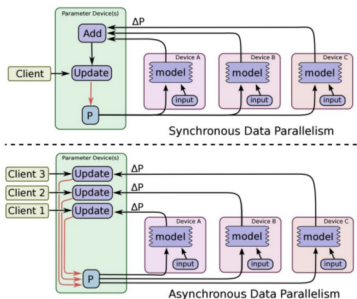 Parameter Device(s)
Add
ΔP
Client
Update
P
Device A
model
input
Device B
model
input
Device C
model
input
Synchronous Data Parallelism
Parameter Device(s)
Client 3
Update
ΔP
Client 2
Update
ΔP
Client 1
Update
ΔP
Device A
model
input
Device B
model
input
Device C
model
input
P
Asynchronous Data Parallelism